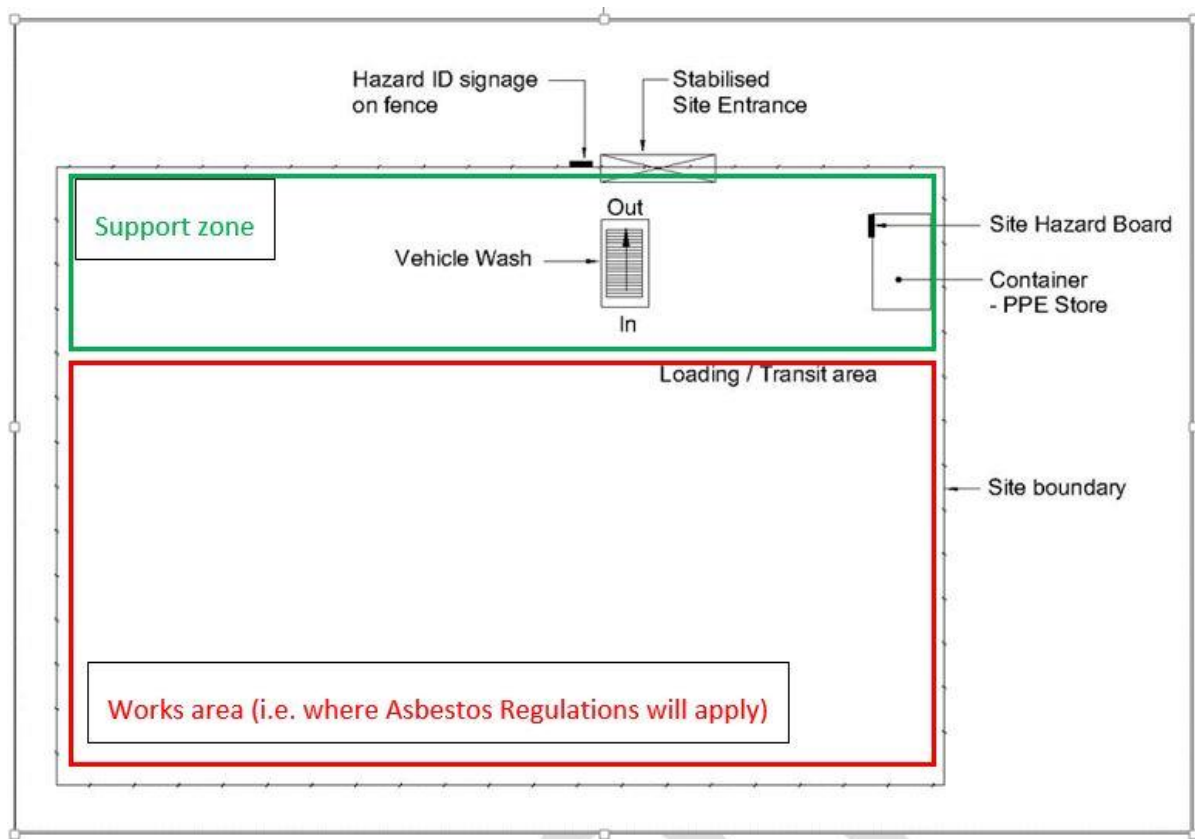 Hazard ID signage
on fence
Stabilised
Site Entrance
Support zone
Out
Vehicle Wash
In
Site Hazard Board
Container
- PPE Store
Loading / Transit area
Site boundary
Works area (i.e. where Asbestos Regulations will apply)